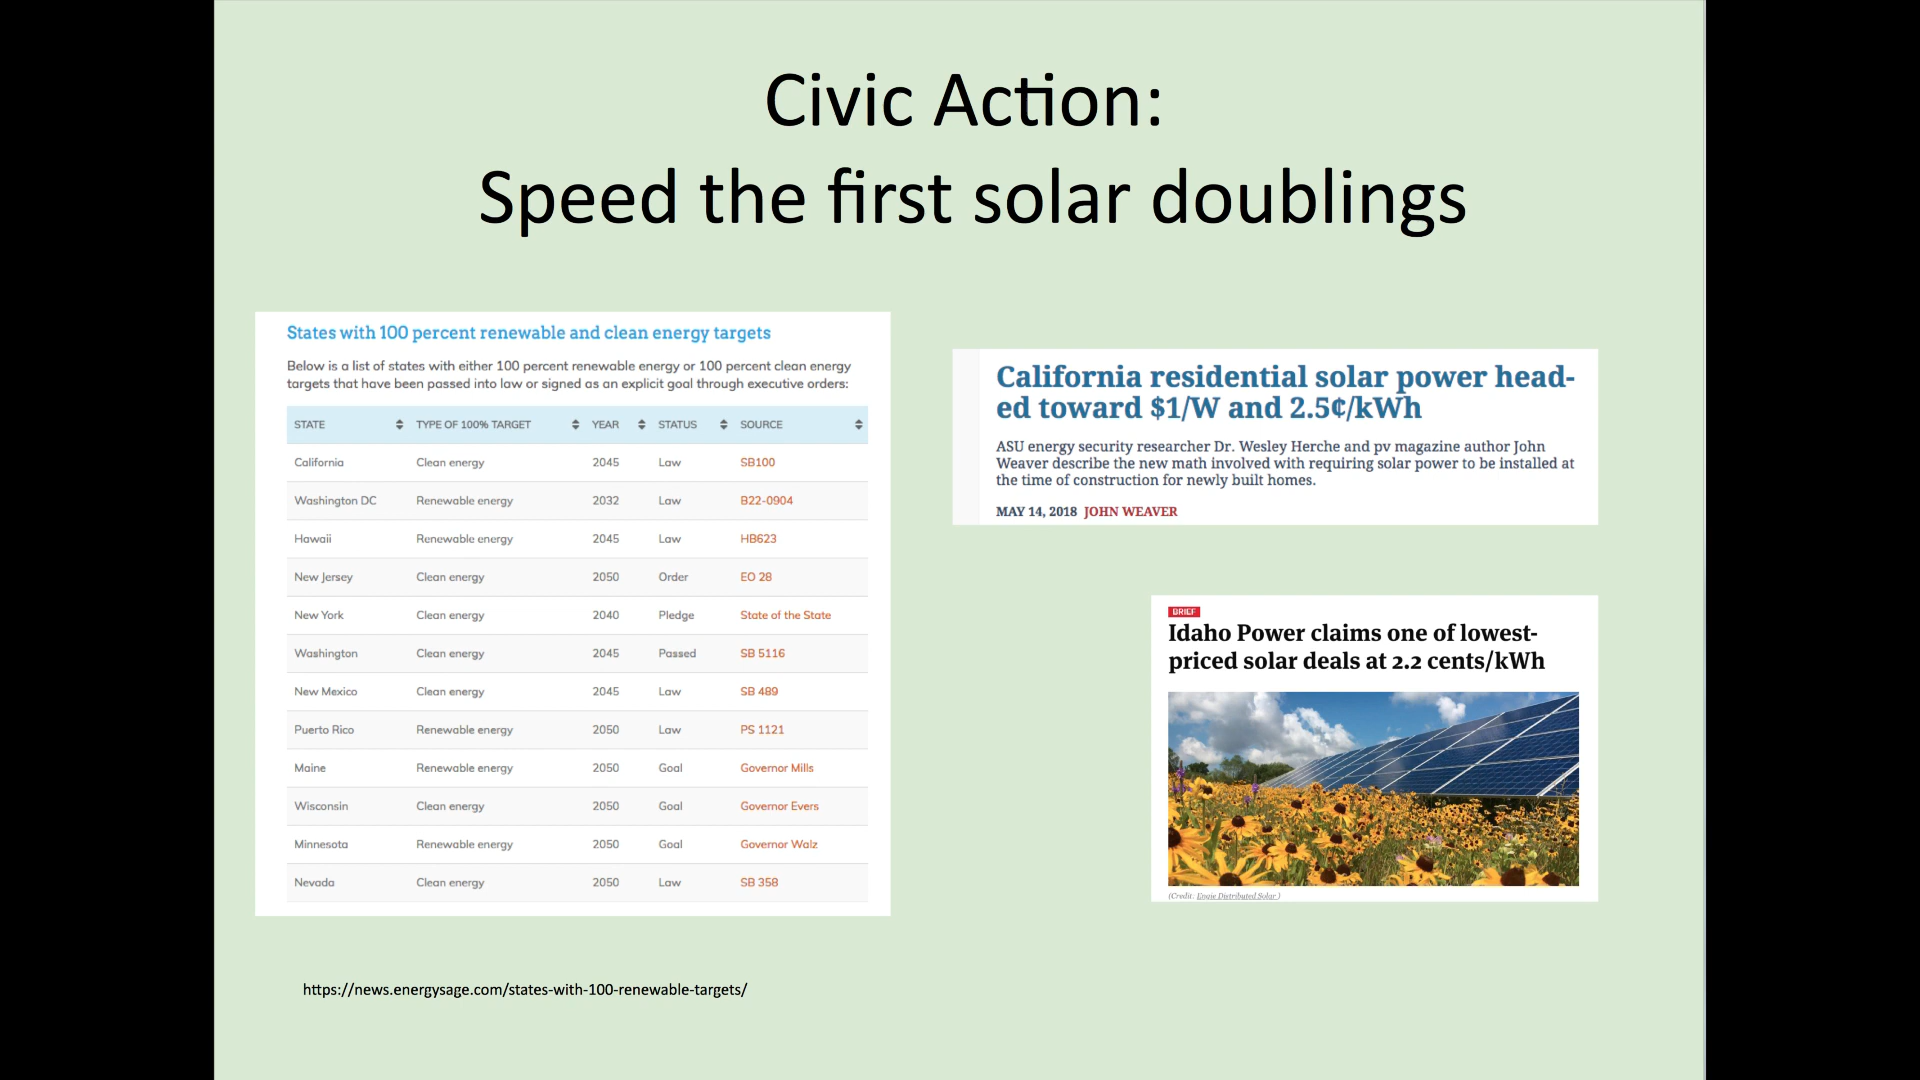 Civic Action:
Speed the first solar doublings
States with 100 percent renewable and clean energy targets
Below is a list of states with either 100 percent renewable energy or 100 percent clean energy
targets that have been passed into law or signed as an explicit goal through executive orders:
STATE TYPE OF 100% TARGET YEAR STATUS SOURCE
California Clean energy 2045 Law SB100
Washington DC Renewable energy 2032 Law B22-0904
Hawaii Renewable energy 2045 Law HB623
New Jersey Clean energy 2050 Order EO 28
New York Clean energy 2040 Pledge State of the State
Washington Clean energy 2045 Passed SB 5116
New Mexico Clean energy 2045 Law SB 489
Puerto Rico Renewable energy 2050 Law PS 1121
Maine Renewable energy 2050 Goal Governor Mills
Wisconsin Clean energy 2050 Goal Governor Evers
Minnesota Renewable energy 2050 Goal Governor Walz
Nevada Clean energy 2050 Law SB 358
https://news.energysage.com/states-with-100-renewable-targets/
California residential solar power head-
ed toward $1/W and 2.5¢/kWh
ASU energy security researcher Dr. Wesley Herche and pv magazine author John
Weaver describe the new math involved with requiring solar power to be installed at
the time of construction for newly built homes.
MAY 14, 2018 JOHN WEAVER
BRIEF
Idaho Power claims one of lowest-
priced solar deals at 2.2 cents/kWh
(Credit: Engie Distributed Solar )